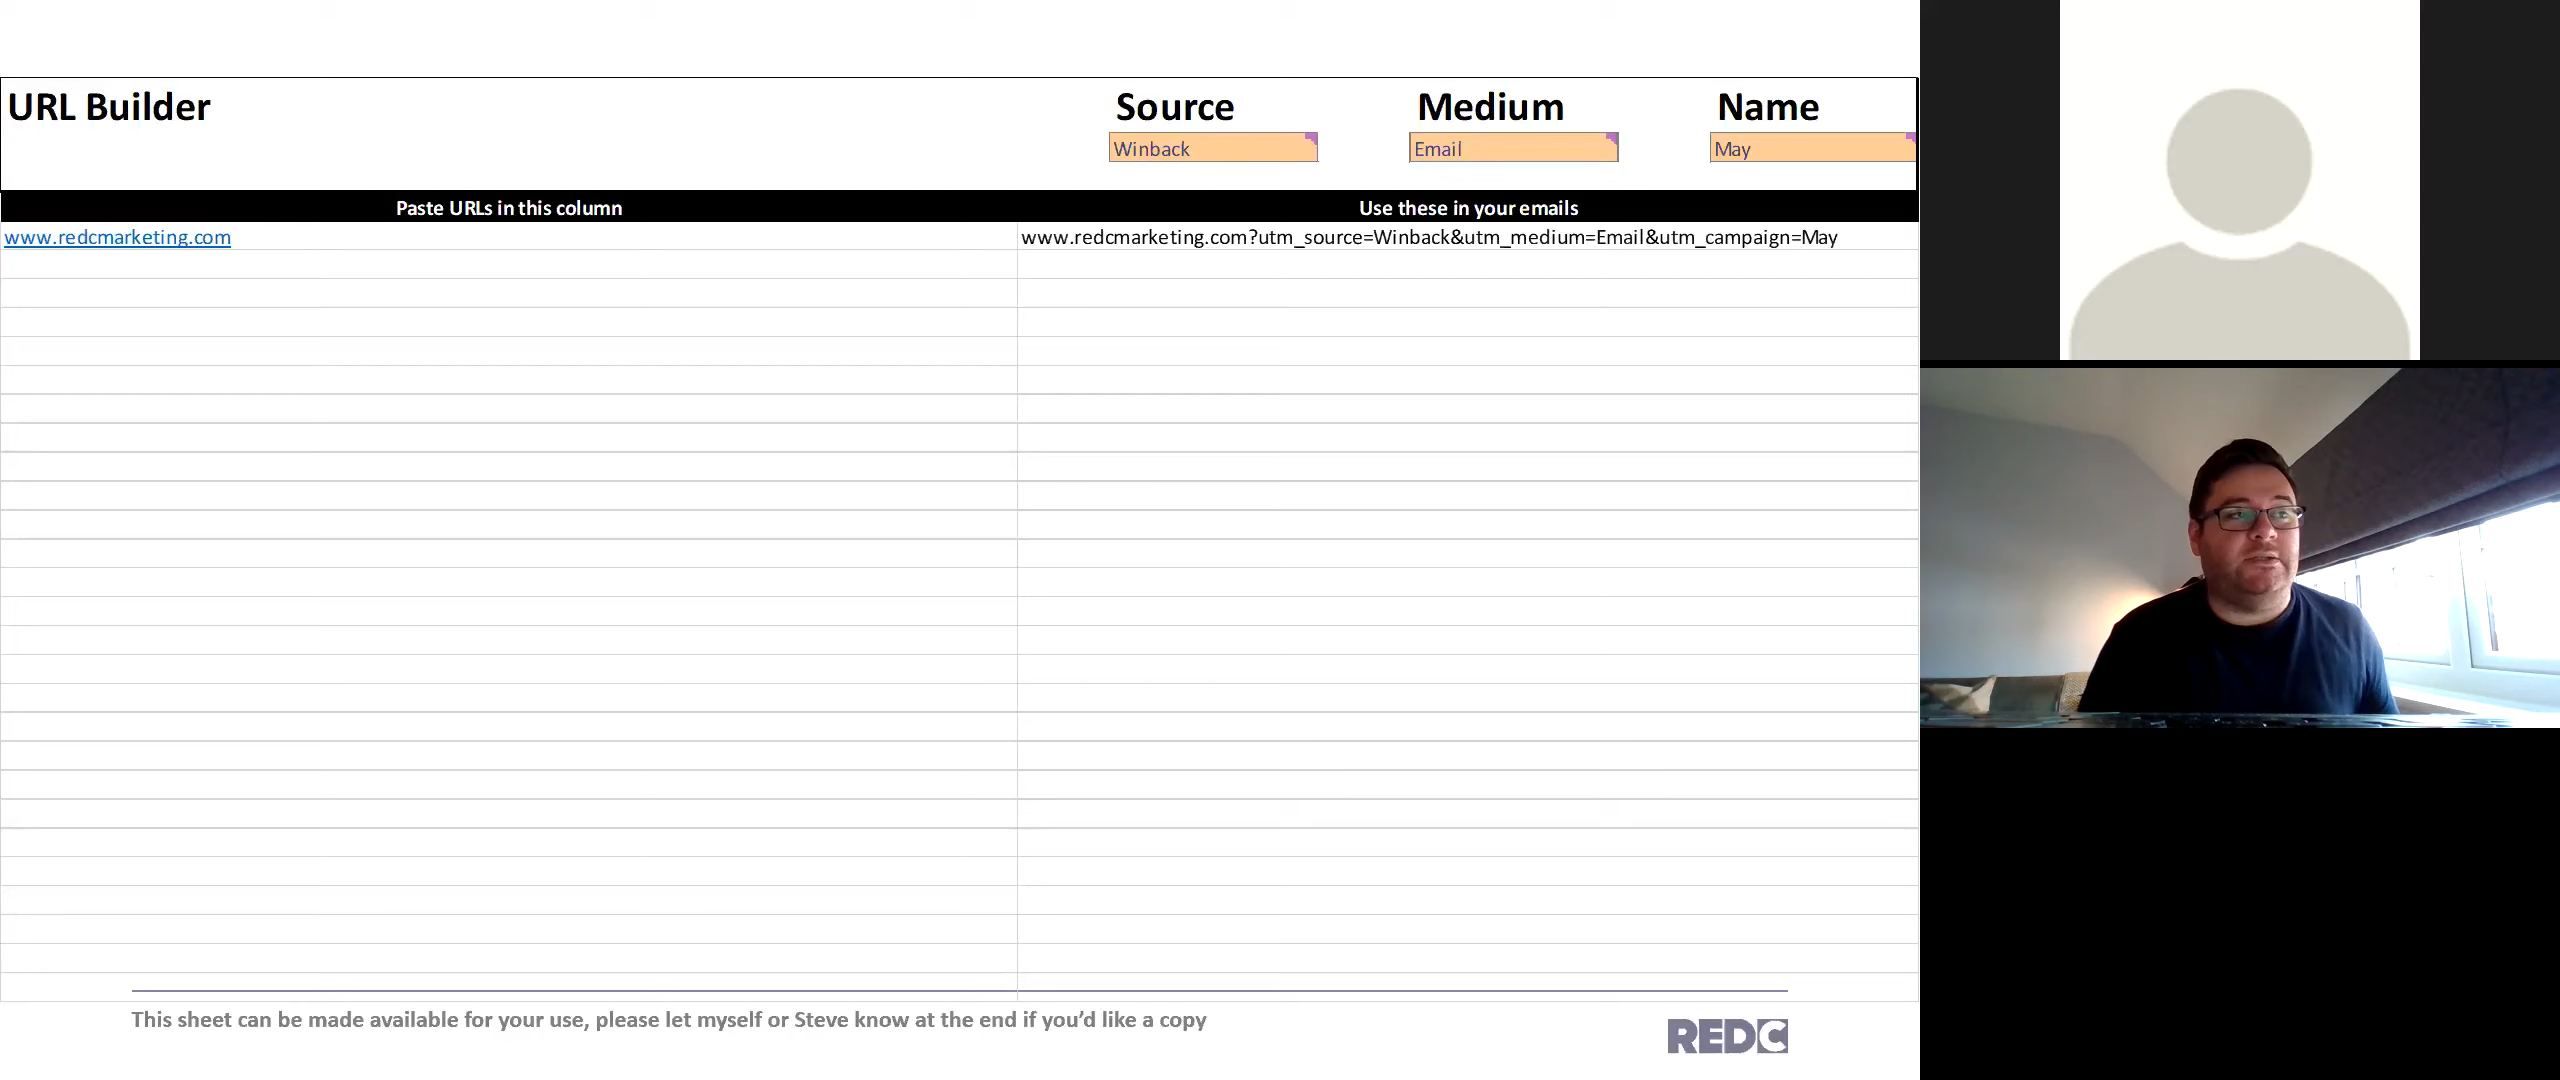 URL Builder
Source
Medium
Name
Winback
Email
May
Paste URLs in this column
Use these in your emails
www.redcmarketing.com
www.redcmarketing.com?utm_source=Winback&utm_medium=Email&utm_campaign=May
This sheet can be made available for your use, please let myself or Steve know at the end if you’d like a copy
REDC